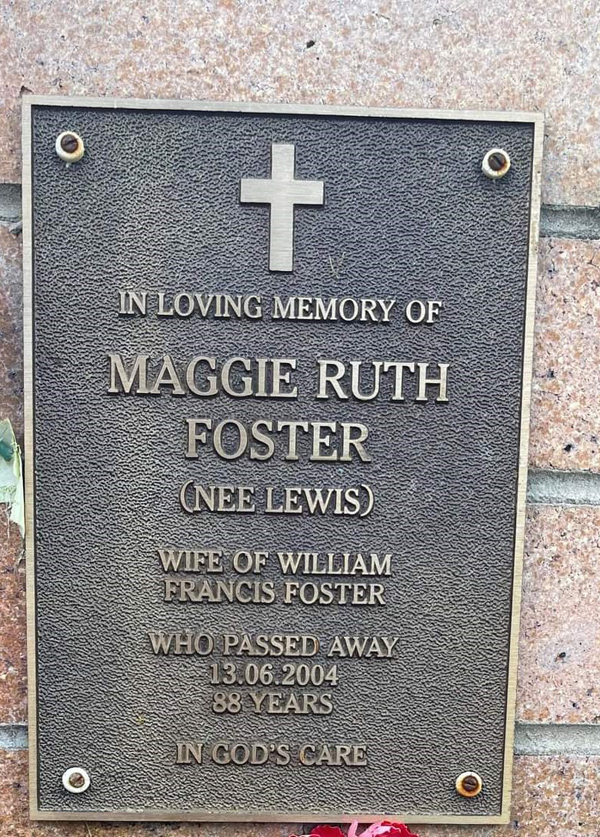 IN LOVING MEMORY OF
MAGGIE RUTH
FOSTER
(NEE LEWIS)
WIFE OF WILLIAM
FRANCIS FOSTER
WHO PASSED AWAY
13.06.2004
88 YEARS
IN GOD'S CARE